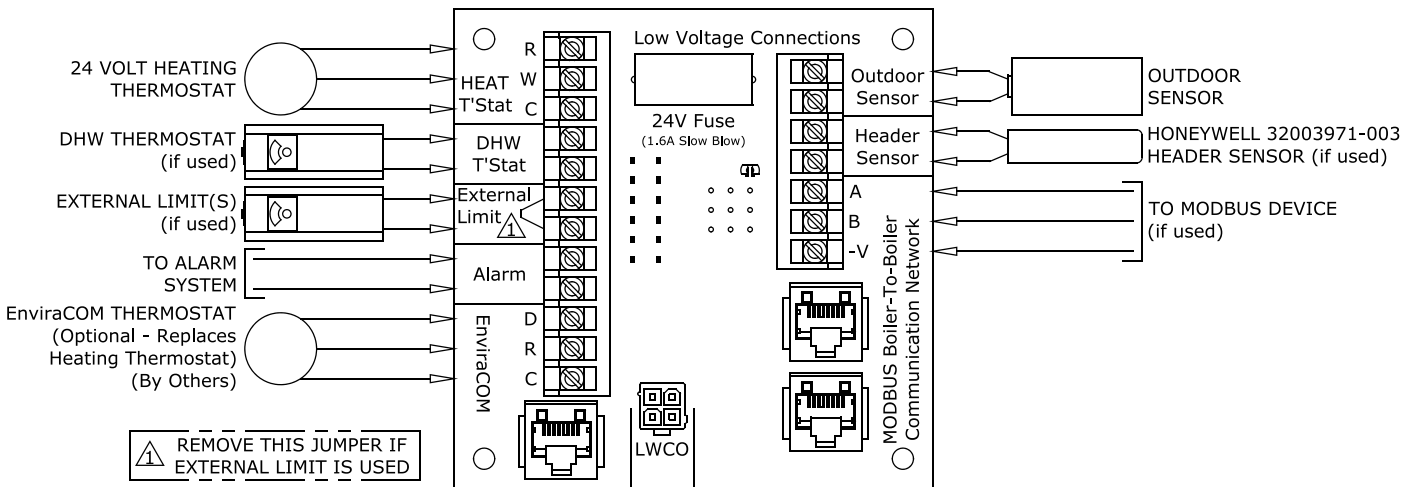 24 VOLT HEATING
THERMOSTAT
DHW THERMOSTAT
(if used)
EXTERNAL LIMIT(S)
(if used)
TO ALARM
SYSTEM
EnviraCOM THERMOSTAT
(Optional - Replaces
Heating Thermostat)
(By Others)
1 REMOVE THIS JUMPER IF
EXTERNAL LIMIT IS USED
R
HEAT W
T'Stat C
DHW
T'Stat
External
Limit 1
Alarm
D
R
C
EnviraCOM
Low Voltage Connections
24V Fuse
(1.6A Slow Blow)
LWCO
Outdoor
Sensor
Header
Sensor
A
B
-V
MODBUS Boiler-To-Boiler
Communication Network
OUTDOOR
SENSOR
HONEYWELL 32003971-003
HEADER SENSOR (if used)
TO MODBUS DEVICE
(if used)